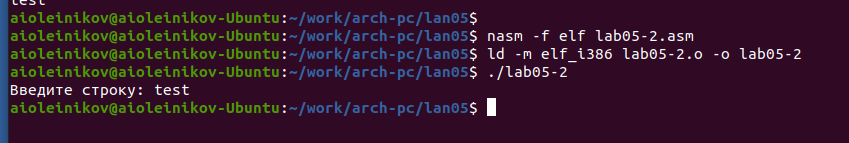 test
aioleinikov@aioleinikov-Ubuntu:~/work/arch-pc/lan05$
aioleinikov@aioleinikov-Ubuntu:~/work/arch-pc/lan05$ nasm -f elf lab05-2.asm
aioleinikov@aioleinikov-Ubuntu:~/work/arch-pc/lan05$ ld -m elf_i386 lab05-2.o -o lab05-2
aioleinikov@aioleinikov-Ubuntu:~/work/arch-pc/lan05$ ./lab05-2
Введите строку: test
aioleinikov@aioleinikov-Ubuntu:~/work/arch-pc/lan05$